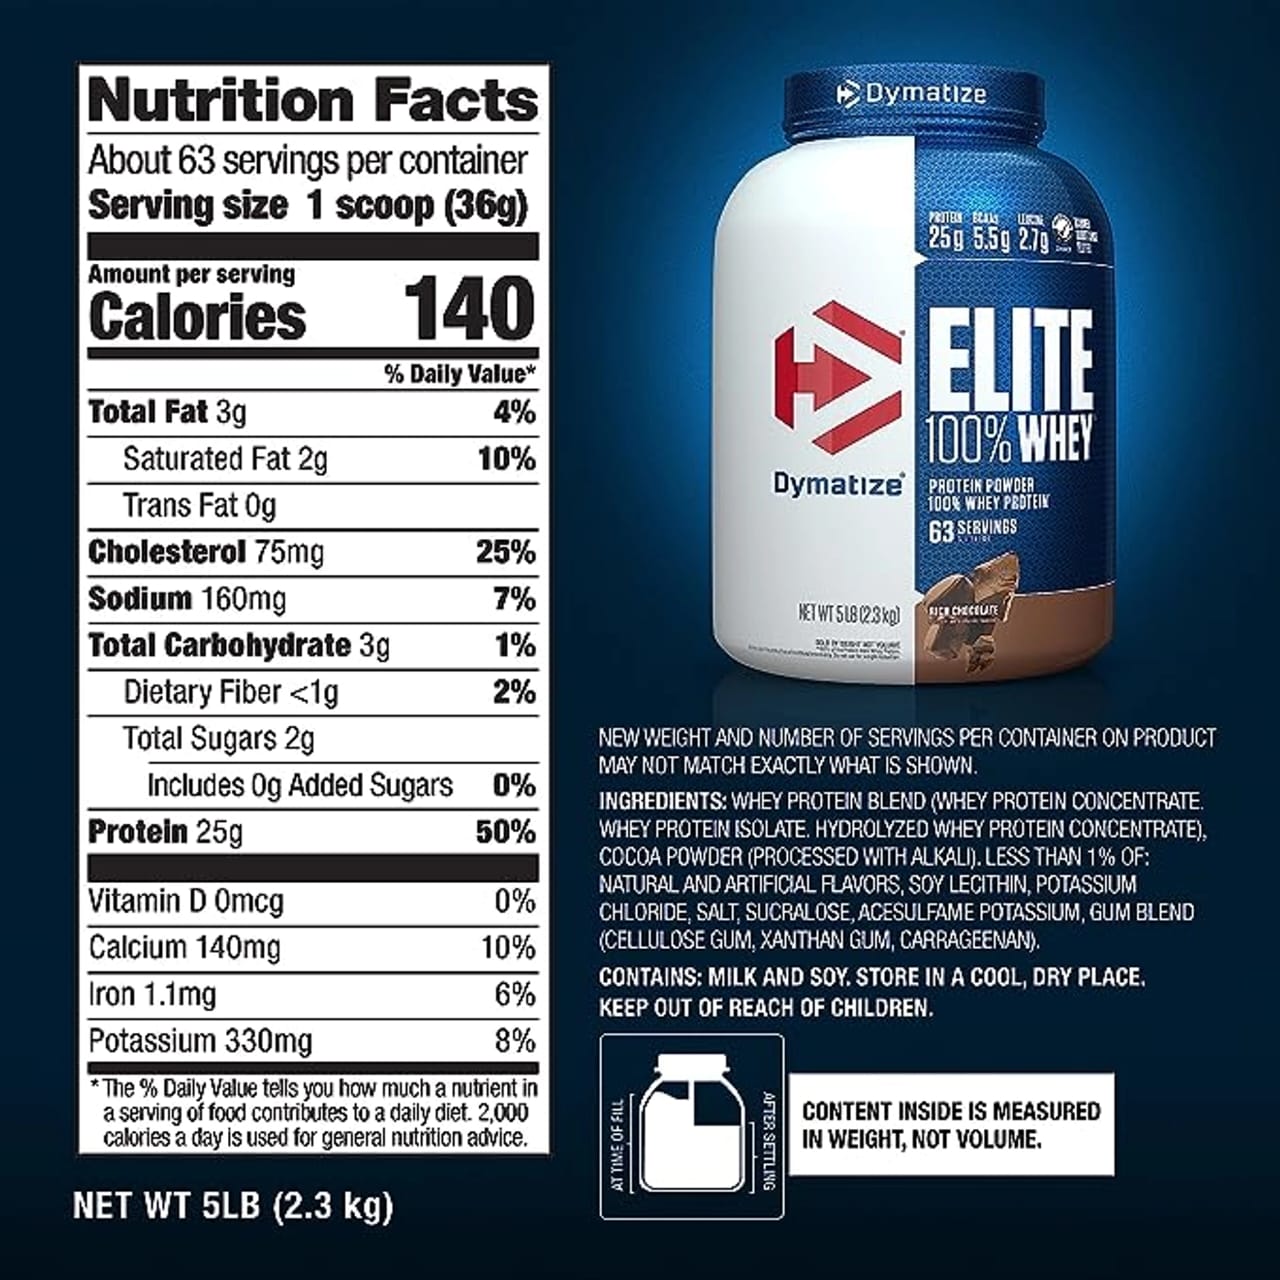 Nutrition Facts
About 63 servings per container
Serving size 1 scoop (36g)
Amount per serving
Calories 140
% Daily Value*
Total Fat 3g 4%
Saturated Fat 2g 10%
Trans Fat 0g
Cholesterol 75mg 25%
Sodium 160mg 7%
Total Carbohydrate 3g 1%
Dietary Fiber <1g 2%
Total Sugars 2g
Includes 0g Added Sugars 0%
Protein 25g 50%
Vitamin D 0mcg 0%
Calcium 140mg 10%
Iron 1.1mg 6%
Potassium 330mg 8%
*The % Daily Value tells you how much a nutrient in
a serving of food contributes to a daily diet. 2,000
calories a day is used for general nutrition advice.
NET WT 5LB (2.3 kg)
Dymatize
PROTEIN BCAAS LEUCINE
25g 5.5g 2.7g
ELITE
100% WHEY
PROTEIN POWDER
100% WHEY PROTEIN
63 SERVINGS
RICH CHOCOLATE
Dymatize
NET WT 5 LB (2.3 kg)
SOLD BY WEIGHT NOT VOLUME
NEW WEIGHT AND NUMBER OF SERVINGS PER CONTAINER ON PRODUCT
MAY NOT MATCH EXACTLY WHAT IS SHOWN.
INGREDIENTS: WHEY PROTEIN BLEND (WHEY PROTEIN CONCENTRATE.
WHEY PROTEIN ISOLATE. HYDROLYZED WHEY PROTEIN CONCENTRATE),
COCOA POWDER (PROCESSED WITH ALKALI). LESS THAN 1% OF:
NATURAL AND ARTIFICIAL FLAVORS, SOY LECITHIN, POTASSIUM
CHLORIDE, SALT, SUCRALOSE, ACESULFAME POTASSIUM, GUM BLEND
(CELLULOSE GUM, XANTHAN GUM, CARRAGEENAN).
CONTAINS: MILK AND SOY. STORE IN A COOL, DRY PLACE.
KEEP OUT OF REACH OF CHILDREN.
AT TIME OF FILL
AFTER SETTLING
CONTENT INSIDE IS MEASURED
IN WEIGHT, NOT VOLUME.